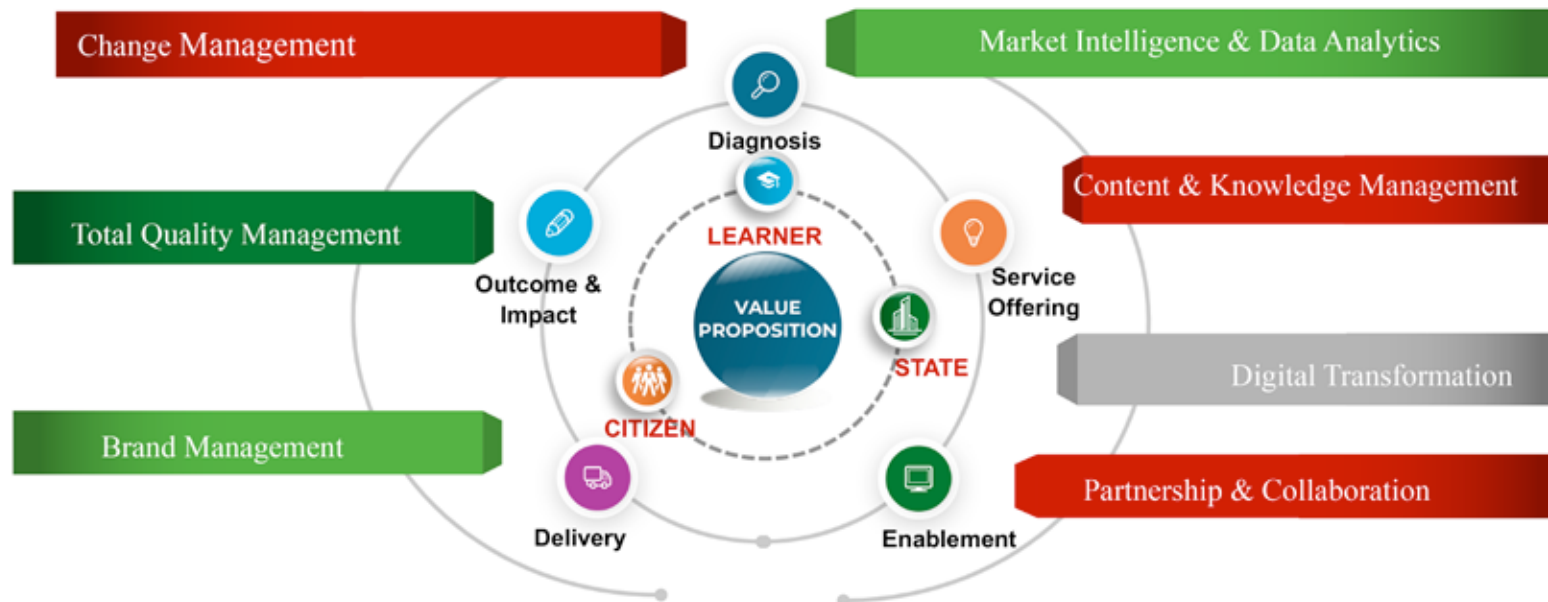 Change Management
Market Intelligence & Data Analytics
Diagnosis
Content & Knowledge Management
LEARNER
Total Quality Management
Outcome &
Impact
Service
Offering
VALUE
PROPOSITION
STATE
Digital Transformation
CITIZEN
Brand Management
Partnership & Collaboration
Delivery
Enablement